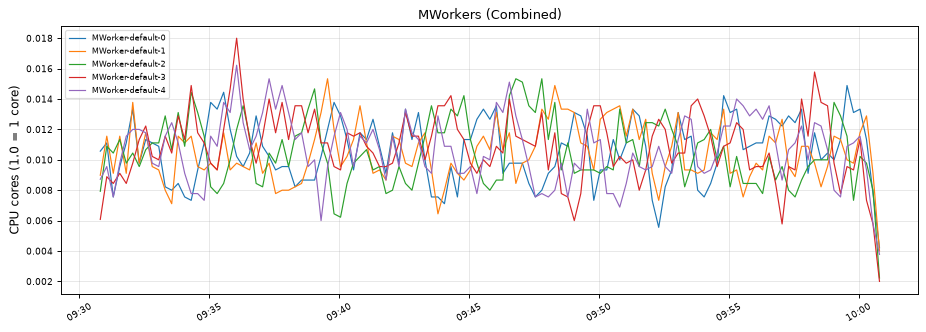 MWorkers (Combined)
CPU cores (1.0 = 1 core)
0.018
0.016
0.014
0.012
0.010
0.008
0.006
0.004
0.002
MWorker-default-0
MWorker-default-1
MWorker-default-2
MWorker-default-3
MWorker-default-4
09:30
09:35
09:40
09:45
09:50
09:55
10:00